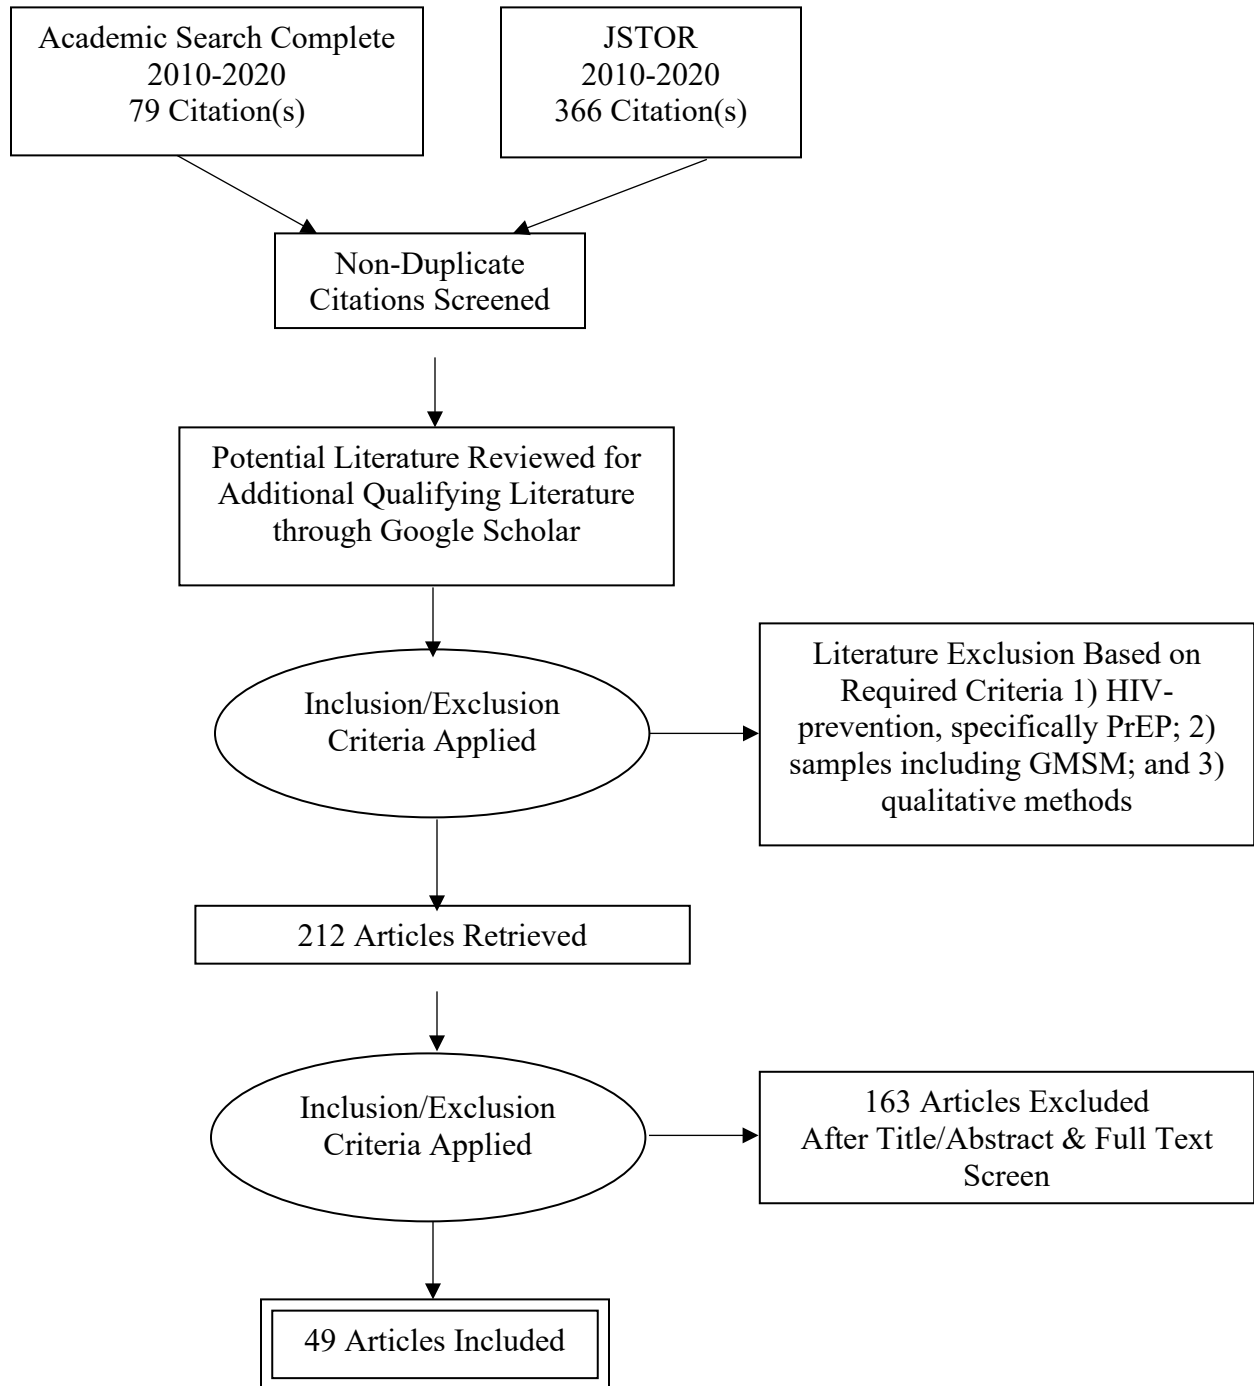 Academic Search Complete
2010-2020
79 Citation(s)
JSTOR
2010-2020
366 Citation(s)
Non-Duplicate
Citations Screened
Potential Literature Reviewed for
Additional Qualifying Literature
through Google Scholar
Inclusion/Exclusion
Criteria Applied
Literature Exclusion Based on
Required Criteria 1) HIV-
prevention, specifically PrEP; 2)
samples including GMSM; and 3)
qualitative methods
212 Articles Retrieved
Inclusion/Exclusion
Criteria Applied
163 Articles Excluded
After Title/Abstract & Full Text
Screen
49 Articles Included